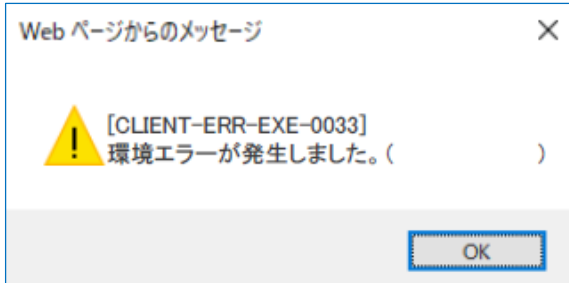 Web ページからのメッセージ
[CLIENT-ERR-EXE-0033]
環境エラーが発生しました。( )
OK